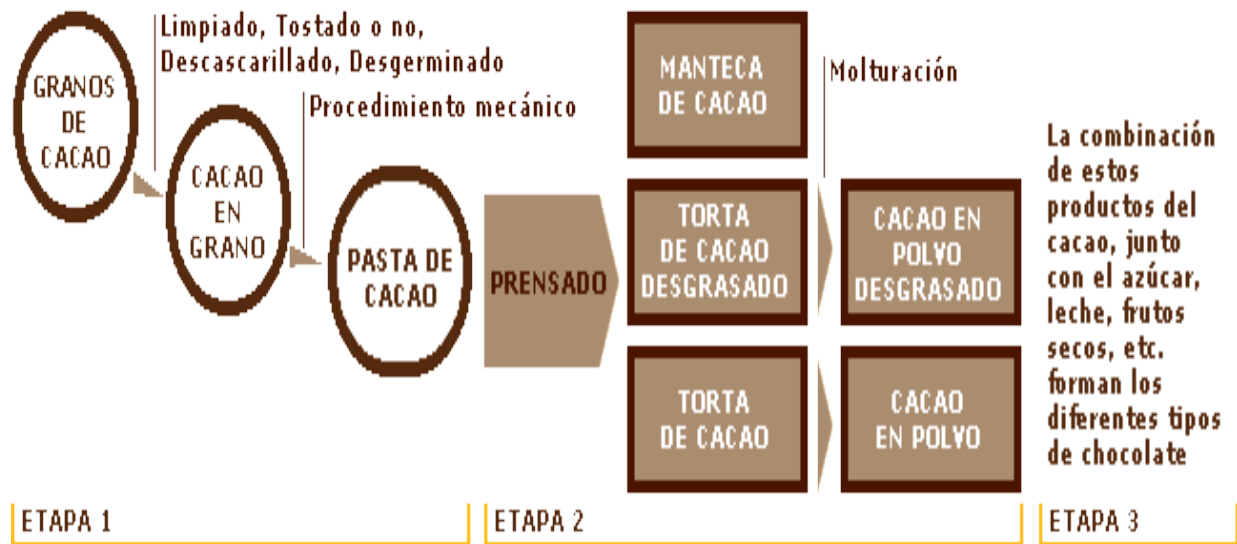 GRANOS
DE
CACAO
Limpiado, Tostado o no,
Descascarillado, Desgerminado
CACAO
EN
GRANO
Procedimiento mecánico
PASTA DE
CACAO
PRENSADO
MANTECA
DE CACAO
TORTA
DE CACAO
DESGRASADO
TORTA
DE CACAO
Molturación
CACAO EN
POLVO
DESGRASADO
CACAO
EN POLVO
La combinación
de estos
productos del
cacao, junto
con el azúcar,
leche, frutos
secos, etc.
forman los
diferentes tipos
de chocolate
ETAPA 1
ETAPA 2
ETAPA 3